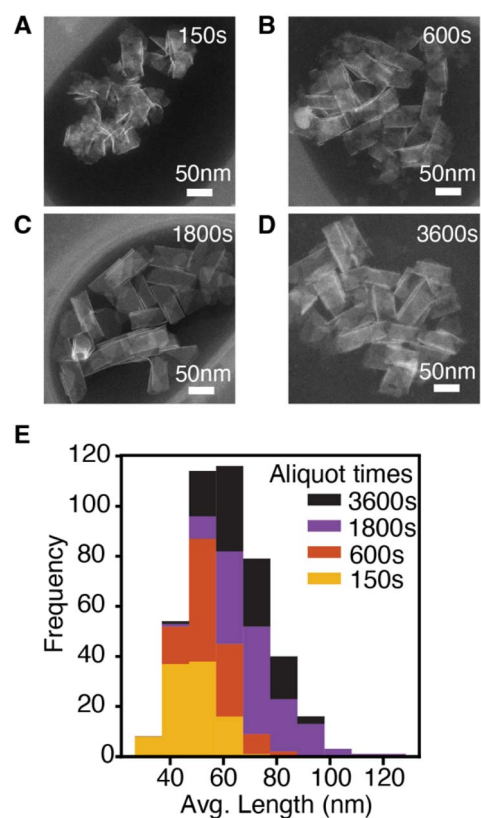 A
150s
50nm
B
600s
50nm
C
1800s
50nm
D
3600s
50nm
E
Aliquot times
3600s
1800s
600s
150s
Frequency
120
100
80
60
40
20
0
40 60 80 100 120
Avg. Length (nm)